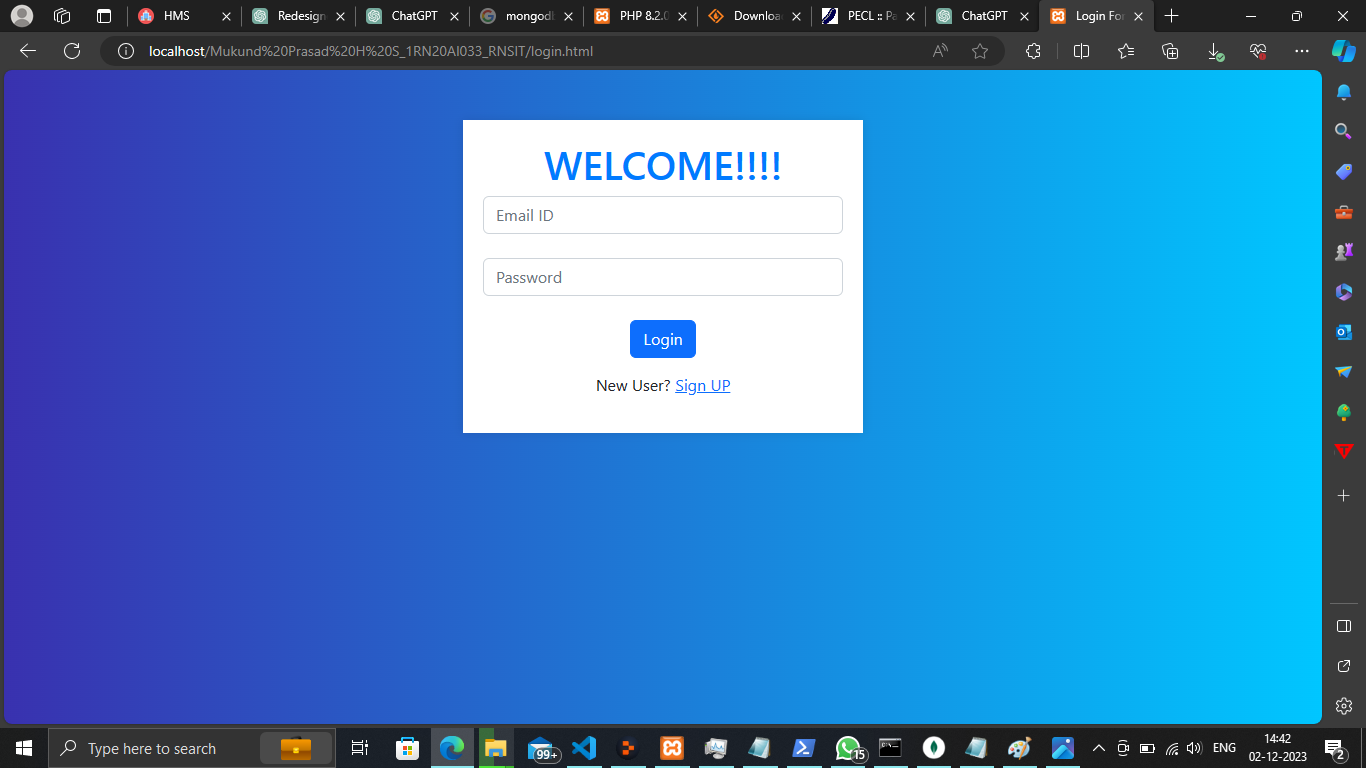 HMS
Redesign
ChatGPT
mongodb
PHP 8.2.0
Download
PECL :: Pa
ChatGPT
Login For
localhost/Mukund%20Prasad%20H%20S_1RN20AI033_RNSIT/login.html
WELCOME!!!!
Email ID
Password
Login
New User? Sign UP
Type here to search
99+
15
ENG
14:42
02-12-2023
2